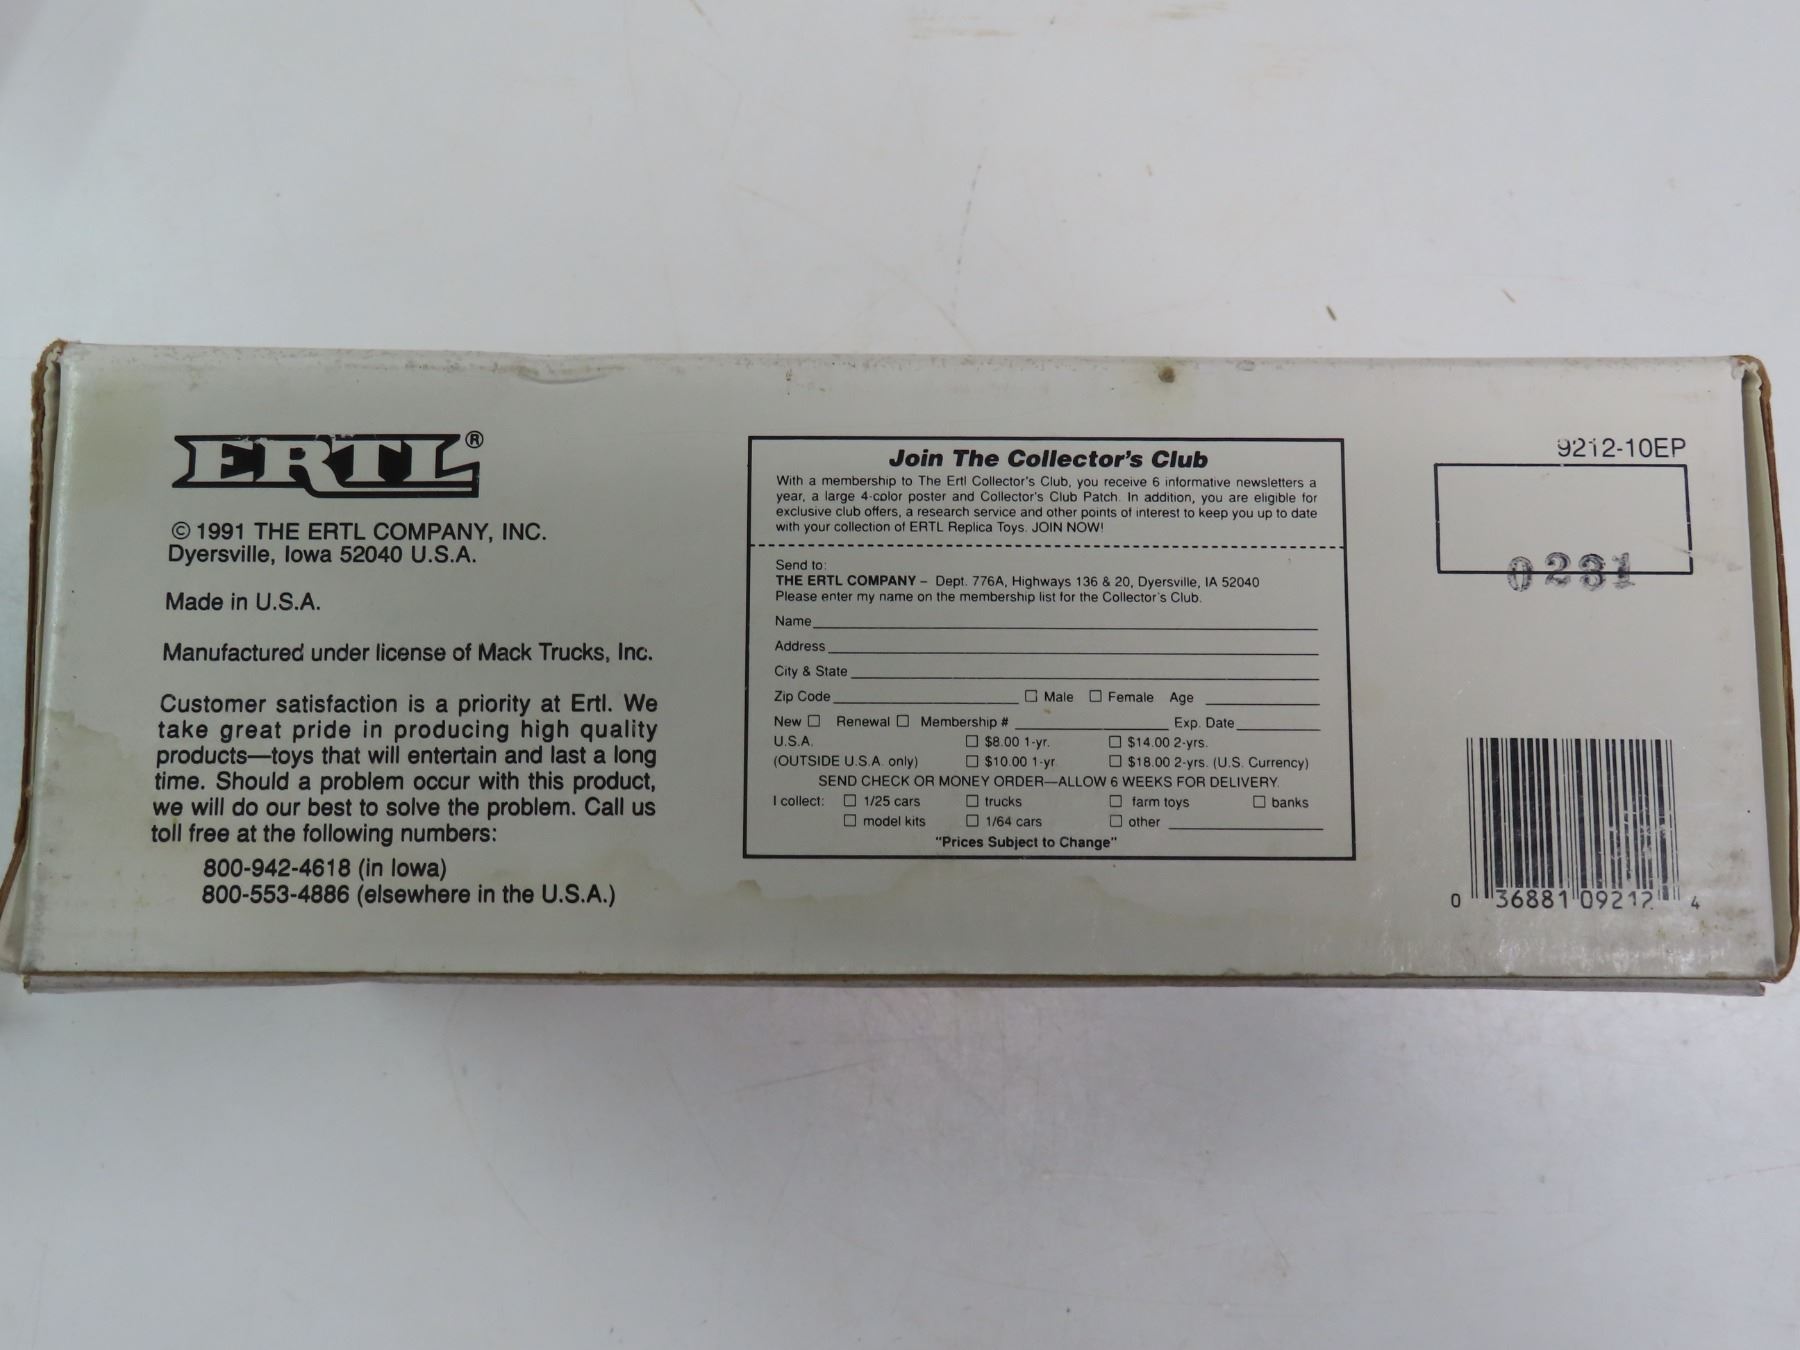 ERTL®
© 1991 THE ERTL COMPANY, INC.
Dyersville, Iowa 52040 U.S.A.
Made in U.S.A.
Manufactured under license of Mack Trucks, Inc.
Customer satisfaction is a priority at Ertl. We
take great pride in producing high quality
products—toys that will entertain and last a long
time. Should a problem occur with this product,
we will do our best to solve the problem. Call us
toll free at the following numbers:
800-942-4618 (in Iowa)
800-553-4886 (elsewhere in the U.S.A.)
Join The Collector's Club
With a membership to The Ertl Collector's Club, you receive 6 informative newsletters a
year, a large 4-color poster and Collector's Club Patch. In addition, you are eligible for
exclusive club offers, a research service and other points of interest to keep you up to date
with your collection of ERTL Replica Toys. JOIN NOW!
Send to:
THE ERTL COMPANY – Dept. 776A, Highways 136 & 20, Dyersville, IA 52040
Please enter my name on the membership list for the Collector's Club.
Name
Address
City & State
Zip Code Male Female Age
New Renewal Membership # Exp. Date
U.S.A. $8.00 1-yr. $14.00 2-yrs.
(OUTSIDE U.S.A. only) $10.00 1-yr. $18.00 2-yrs. (U.S. Currency)
SEND CHECK OR MONEY ORDER—ALLOW 6 WEEKS FOR DELIVERY.
I collect: 1/25 cars trucks farm toys banks
model kits 1/64 cars other
"Prices Subject to Change"
9212-10EP
0231
0 36881 09212 4